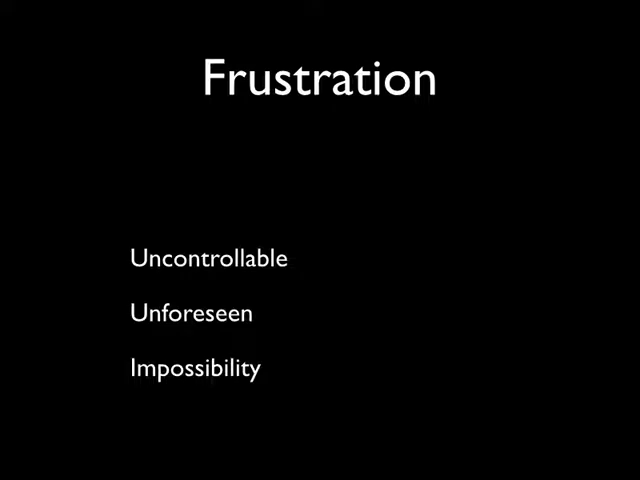 Frustration
Uncontrollable
Unforeseen
Impossibility